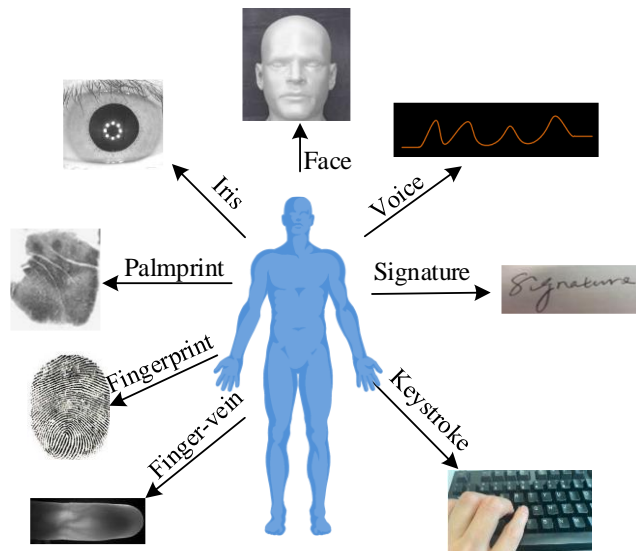 Face
Iris
Voice
Palmprint
Signature
Signature
Fingerprint
Keystroke
Finger-vein